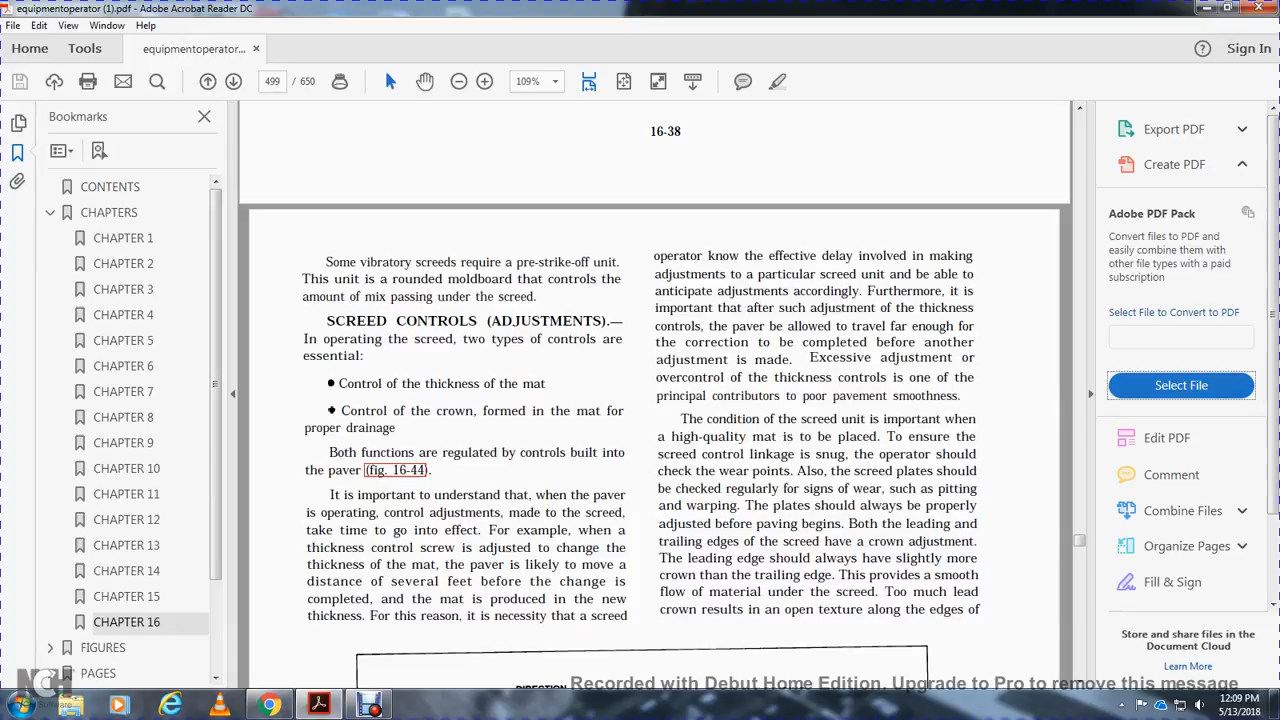 equipmentoperator (1).pdf - Adobe Acrobat Reader DC
File Edit View Window Help
Home Tools equipmentoperator... × Sign In
499 / 650 109%
Bookmarks
CONTENTS
CHAPTERS
CHAPTER 1
CHAPTER 2
CHAPTER 3
CHAPTER 4
CHAPTER 5
CHAPTER 6
CHAPTER 7
CHAPTER 8
CHAPTER 9
CHAPTER 10
CHAPTER 11
CHAPTER 12
CHAPTER 13
CHAPTER 14
CHAPTER 15
CHAPTER 16
FIGURES
PAGES
16-38
Some vibratory screeds require a pre-strike-off unit.
This unit is a rounded moldboard that controls the
amount of mix passing under the screed.
SCREED CONTROLS (ADJUSTMENTS).—
In operating the screed, two types of controls are
essential:
● Control of the thickness of the mat
● Control of the crown, formed in the mat for
proper drainage
Both functions are regulated by controls built into
the paver (fig. 16-44).
It is important to understand that, when the paver
is operating, control adjustments, made to the screed,
take time to go into effect. For example, when a
thickness control screw is adjusted to change the
thickness of the mat, the paver is likely to move a
distance of several feet before the change is
completed, and the mat is produced in the new
thickness. For this reason, it is necessity that a screed
operator know the effective delay involved in making
adjustments to a particular screed unit and be able to
anticipate adjustments accordingly. Furthermore, it is
important that after such adjustment of the thickness
controls, the paver be allowed to travel far enough for
the correction to be completed before another
adjustment is made. Excessive adjustment or
overcontrol of the thickness controls is one of the
principal contributors to poor pavement smoothness.
The condition of the screed unit is important when
a high-quality mat is to be placed. To ensure the
screed control linkage is snug, the operator should
check the wear points. Also, the screed plates should
be checked regularly for signs of wear, such as pitting
and warping. The plates should always be properly
adjusted before paving begins. Both the leading and
trailing edges of the screed have a crown adjustment.
The leading edge should always have slightly more
crown than the trailing edge. This provides a smooth
flow of material under the screed. Too much lead
crown results in an open texture along the edges of
DIRECTION
Export PDF
Create PDF
Adobe PDF Pack
Convert files to PDF and
easily combine them with
other file types with a paid
subscription
Select File to Convert to PDF
Select File
Edit PDF
Comment
Combine Files
Organize Pages
Fill & Sign
Store and share files in the
Document Cloud
Learn More
NCH
Software
Recorded with Debut Home Edition. Upgrade to Pro to remove this message
12:09 PM
5/13/2018